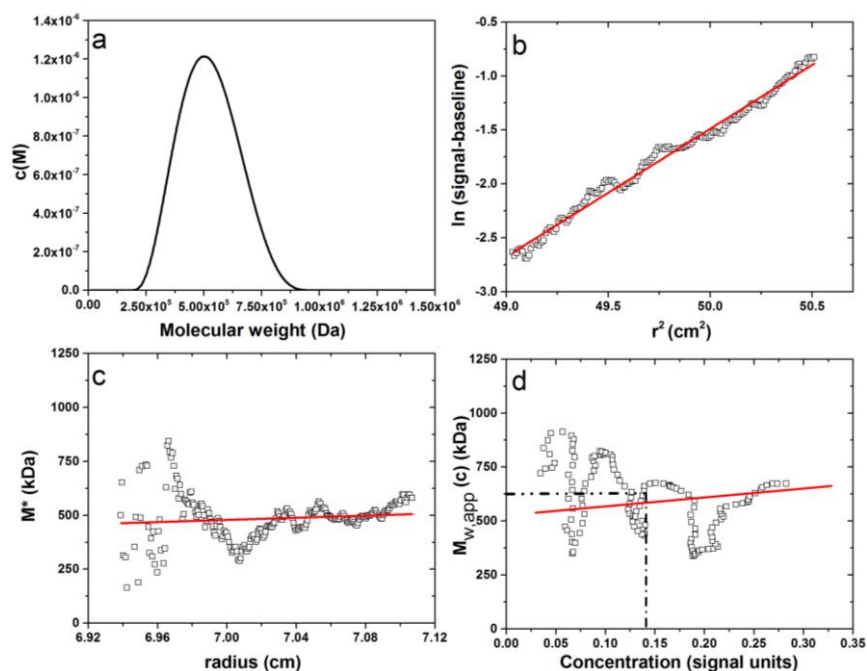 a
1.4x10⁻⁶
1.2x10⁻⁶
1.0x10⁻⁶
8.0x10⁻⁷
6.0x10⁻⁷
4.0x10⁻⁷
2.0x10⁻⁷
0.0
c(M)
0.00 2.50x10⁵ 5.00x10⁵ 7.50x10⁵ 1.00x10⁶ 1.25x10⁶ 1.50x10⁶
Molecular weight (Da)
b
-0.5
-1.0
-1.5
-2.0
-2.5
-3.0
ln (signal-baseline)
49.0 49.5 50.0 50.5
r² (cm²)
c
1250
1000
750
500
250
0
M* (kDa)
6.92 6.96 7.00 7.04 7.08 7.12
radius (cm)
d
1250
1000
750
500
250
0
Mw,app (c) (kDa)
0.00 0.05 0.10 0.15 0.20 0.25 0.30 0.35
Concentration (signal units)